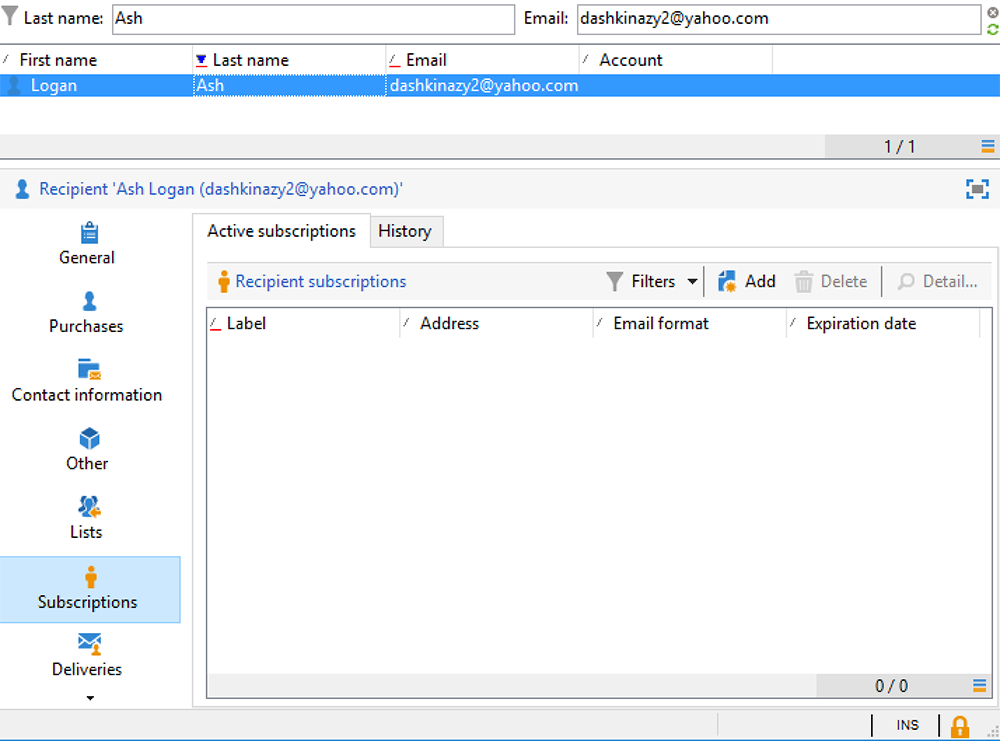 Last name: Ash Email: dashkinazy2@yahoo.com
First name Last name Email Account
Logan Ash dashkinazy2@yahoo.com
1 / 1
Recipient 'Ash Logan (dashkinazy2@yahoo.com)'
General
Purchases
Contact information
Other
Lists
Subscriptions
Deliveries
Active subscriptions History
Recipient subscriptions Filters Add Delete Detail...
Label Address Email format Expiration date
0 / 0
INS